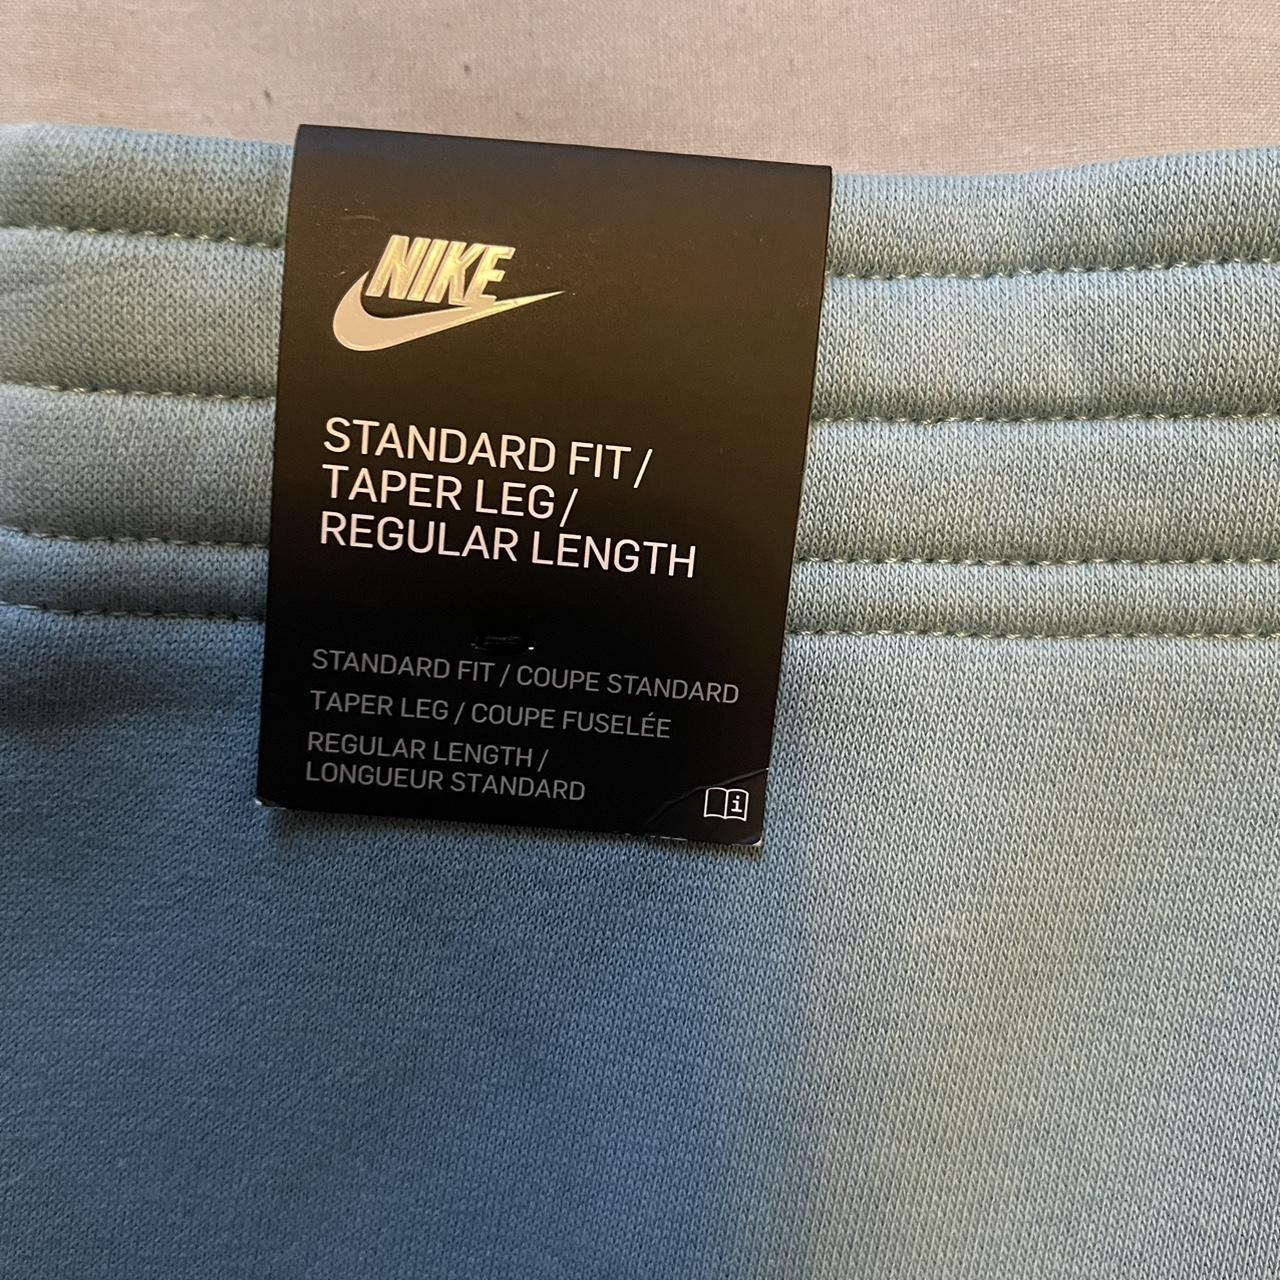 NIKE
STANDARD FIT /
TAPER LEG /
REGULAR LENGTH
STANDARD FIT / COUPE STANDARD
TAPER LEG / COUPE FUSELÉE
REGULAR LENGTH /
LONGUEUR STANDARD
i